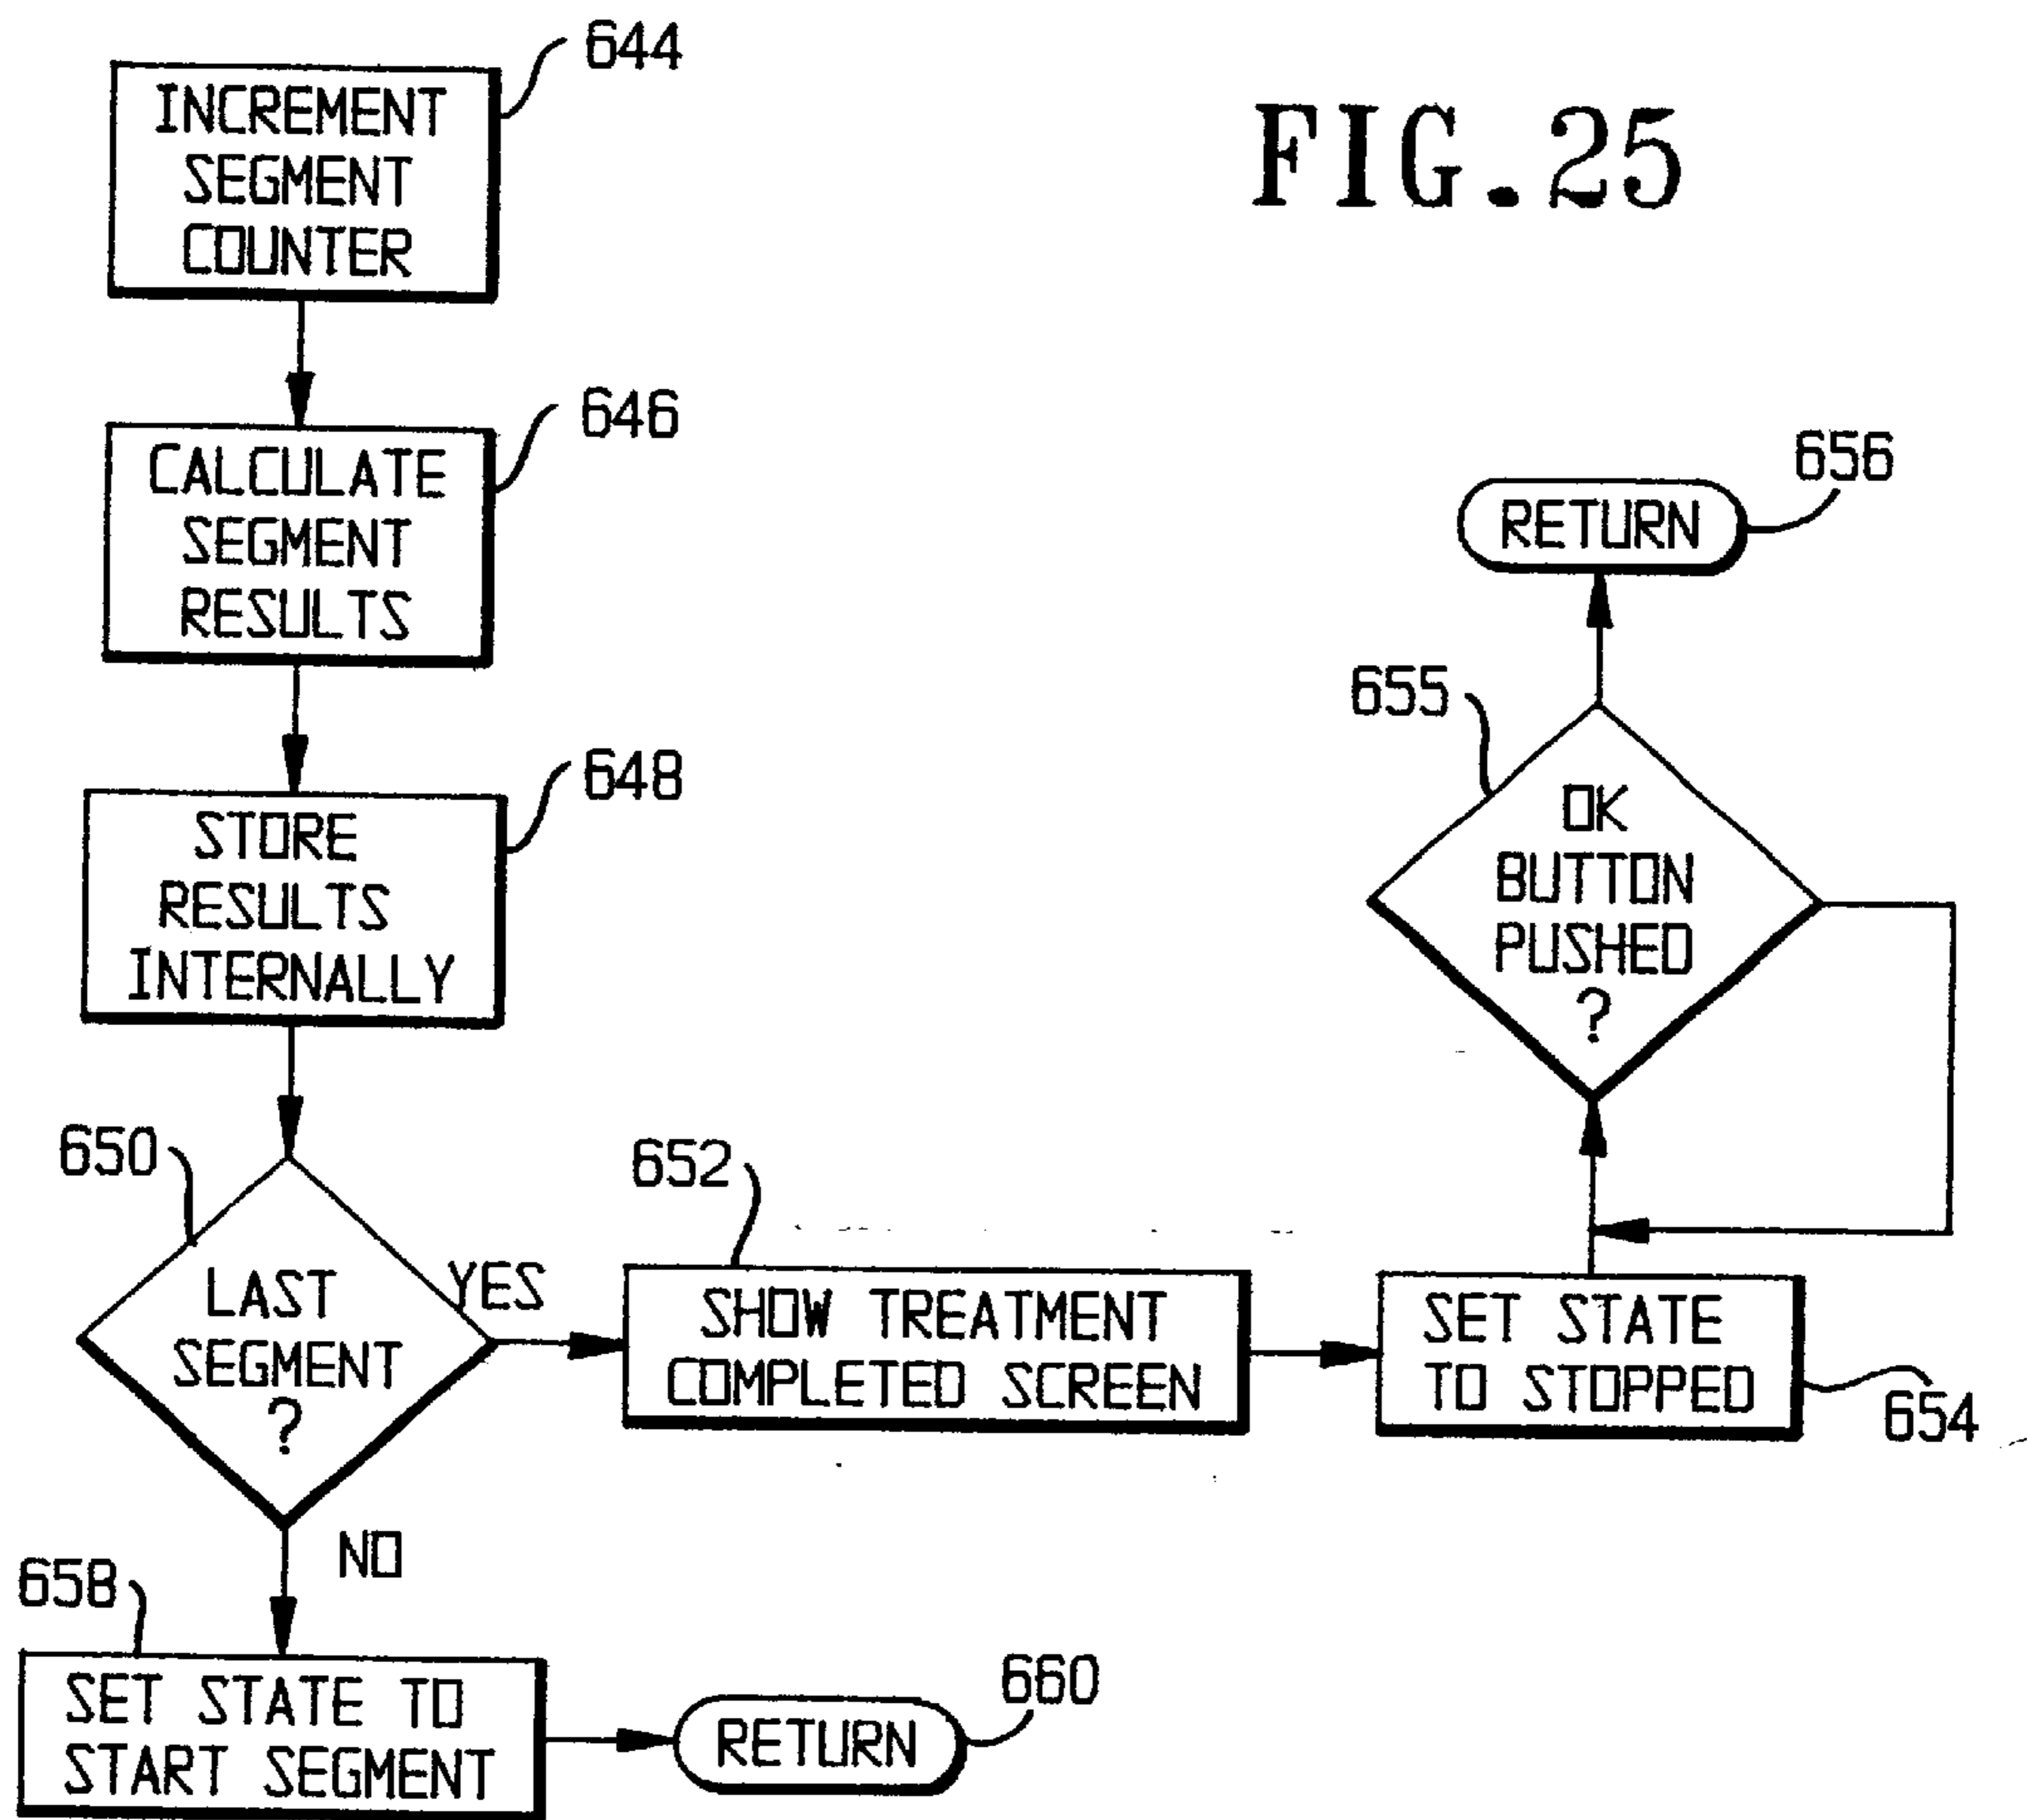 FIG.25
644
INCREMENT
SEGMENT
COUNTER
646
CALCULATE
SEGMENT
RESULTS
648
STORE
RESULTS
INTERNALLY
650
LAST
SEGMENT
?
YES
NO
652
SHOW TREATMENT
COMPLETED SCREEN
SET STATE
TO STOPPED
654
655
OK
BUTTON
PUSHED
?
RETURN
656
658
SET STATE TO
START SEGMENT
RETURN
660